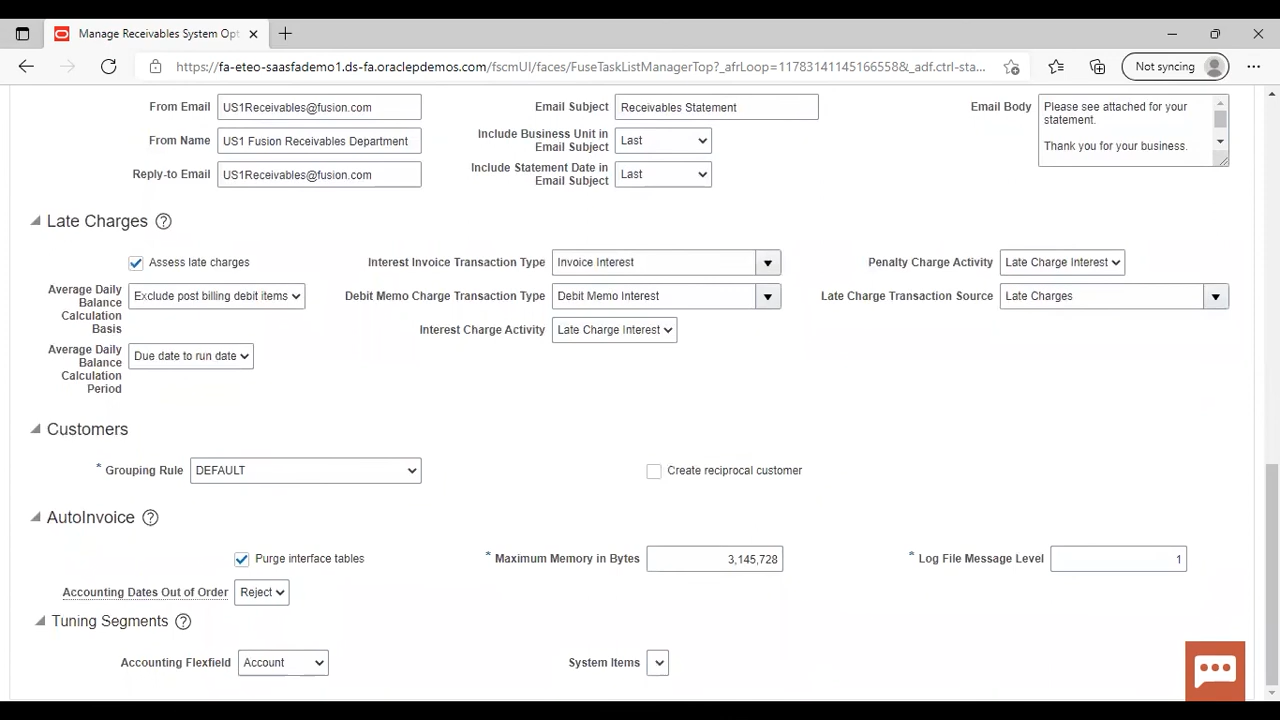 Manage Receivables System Opt
https://fa-eteo-saasfademo1.ds-fa.oraclepdemos.com/fscmUI/faces/FuseTaskListManagerTop?_afrLoop=1178314114516655​8&_adf.ctrl-sta...
Not syncing
From Email US1Receivables@fusion.com
Email Subject Receivables Statement
Email Body Please see attached for your
statement.
Thank you for your business.
From Name US1 Fusion Receivables Department
Include Business Unit in
Email Subject Last
Reply-to Email US1Receivables@fusion.com
Include Statement Date in
Email Subject Last
Late Charges
Assess late charges
Interest Invoice Transaction Type Invoice Interest
Penalty Charge Activity Late Charge Interest
Average Daily
Balance
Calculation
Basis
Exclude post billing debit items
Debit Memo Charge Transaction Type Debit Memo Interest
Late Charge Transaction Source Late Charges
Interest Charge Activity Late Charge Interest
Average Daily
Balance
Calculation
Period
Due date to run date
Customers
* Grouping Rule DEFAULT
Create reciprocal customer
AutoInvoice
Purge interface tables
* Maximum Memory in Bytes 3,145,728
* Log File Message Level 1
Accounting Dates Out of Order Reject
Tuning Segments
Accounting Flexfield Account
System Items